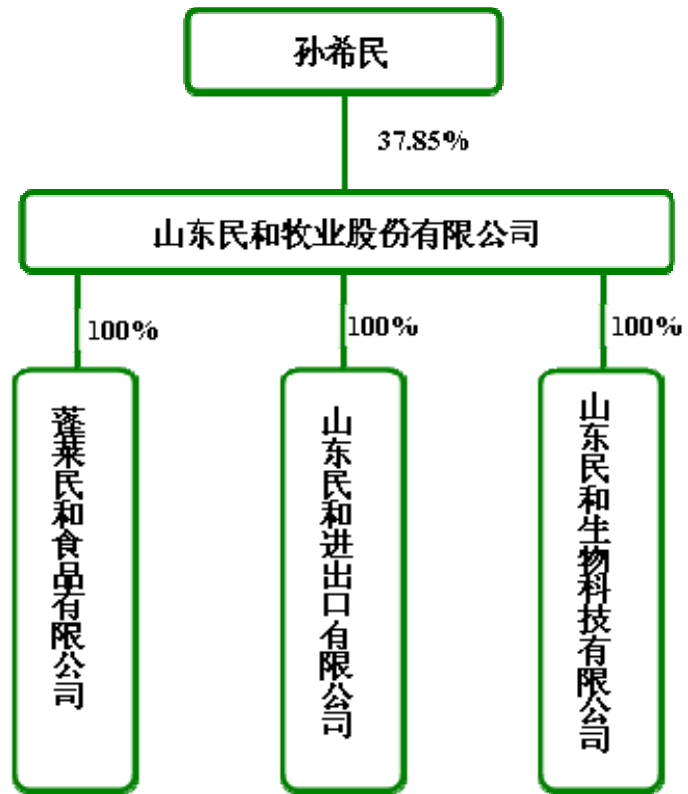 孙希民
37.85%
山东民和牧业股份有限公司
100%
100%
100%
蓬莱民和食品有限公司
山东民和进出口有限公司
山东民和生物科技有限公司